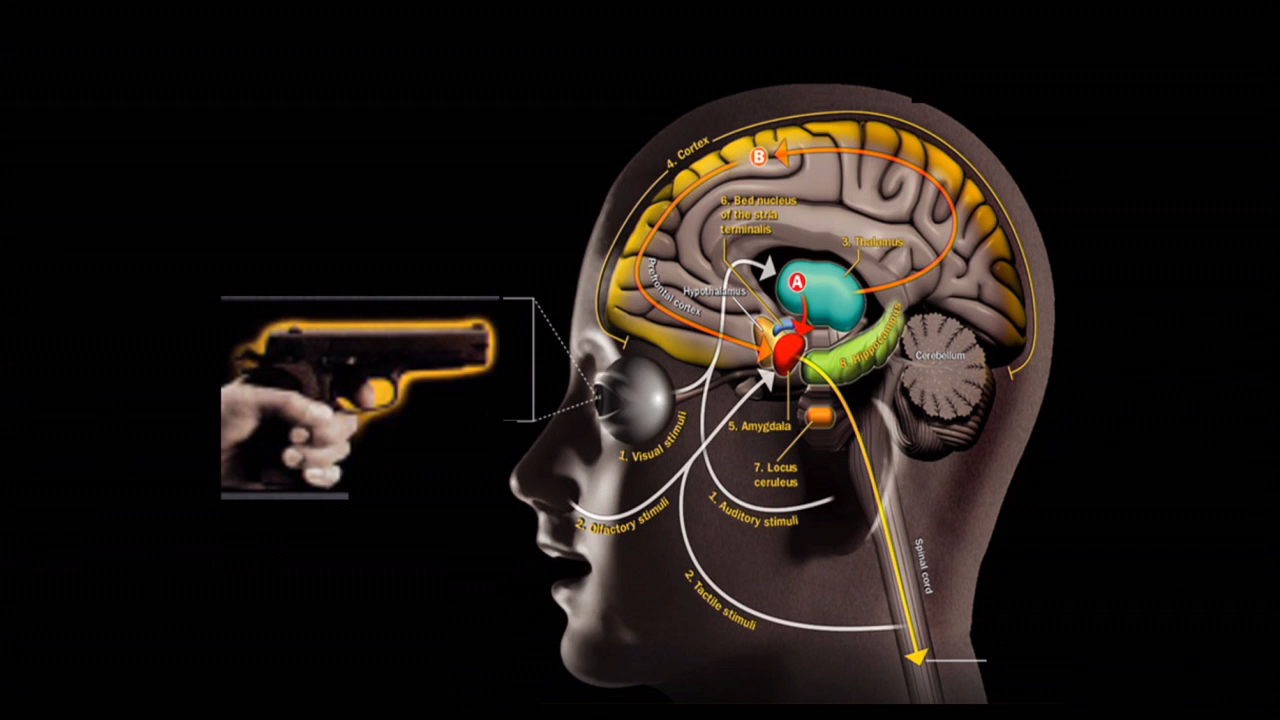 4. Cortex
B
6. Bed nucleus
of the stria
terminalis
3. Thalamus
Prefrontal cortex
Hypothalamus
A
8. Hippocampus
Cerebellum
5. Amygdala
1. Visual stimuli
7. Locus
ceruleus
2. Olfactory stimuli
1. Auditory stimuli
Spinal cord
2. Tactile stimuli